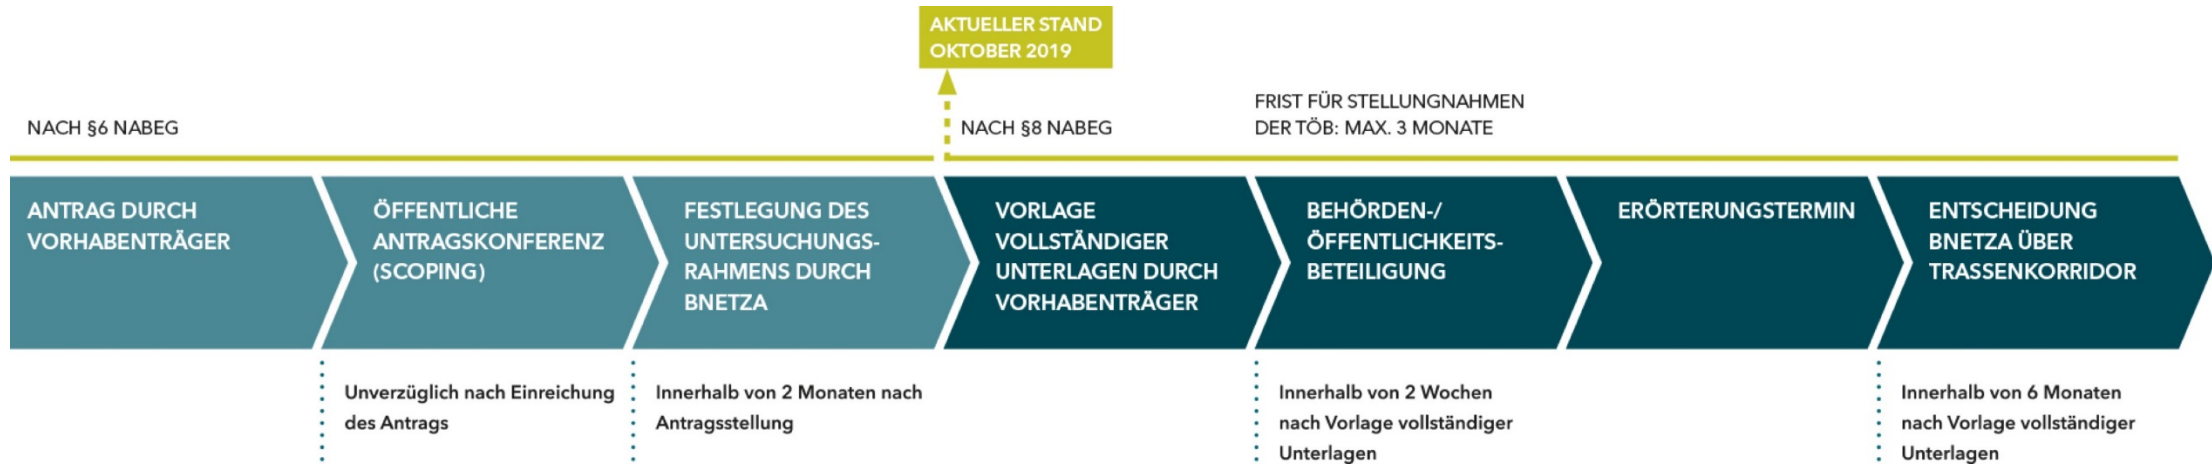 AKTUELLER STAND
OKTOBER 2019
NACH §6 NABEG
NACH §8 NABEG
FRIST FÜR STELLUNGNAHMEN
DER TÖB: MAX. 3 MONATE
ANTRAG DURCH
VORHABENTRÄGER
ÖFFENTLICHE
ANTRAGSKONFERENZ
(SCOPING)
FESTLEGUNG DES
UNTERSUCHUNGS-
RAHMENS DURCH
BNETZA
VORLAGE
VOLLSTÄNDIGER
UNTERLAGEN DURCH
VORHABENTRÄGER
BEHÖRDEN-/
ÖFFENTLICHKEITS-
BETEILIGUNG
ERÖRTERUNGSTERMIN
ENTSCHEIDUNG
BNETZA ÜBER
TRASSENKORRIDOR
Unverzüglich nach Einreichung
des Antrags
Innerhalb von 2 Monaten nach
Antragsstellung
Innerhalb von 2 Wochen
nach Vorlage vollständiger
Unterlagen
Innerhalb von 6 Monaten
nach Vorlage vollständiger
Unterlagen